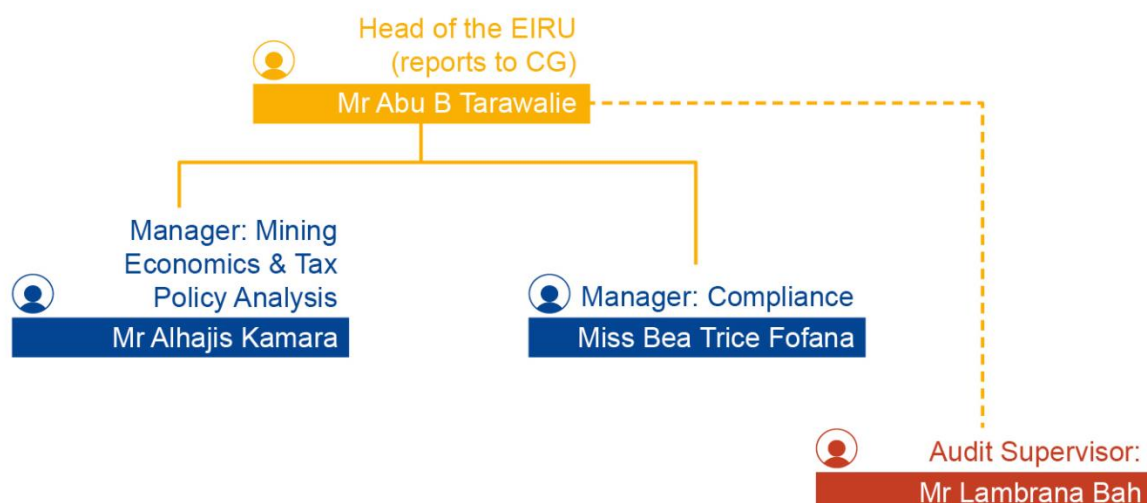 Head of the EIRU
(reports to CG)
Mr Abu B Tarawalie
Manager: Mining
Economics & Tax
Policy Analysis
Mr Alhajis Kamara
Manager: Compliance
Miss Bea Trice Fofana
Audit Supervisor:
Mr Lambrana Bah